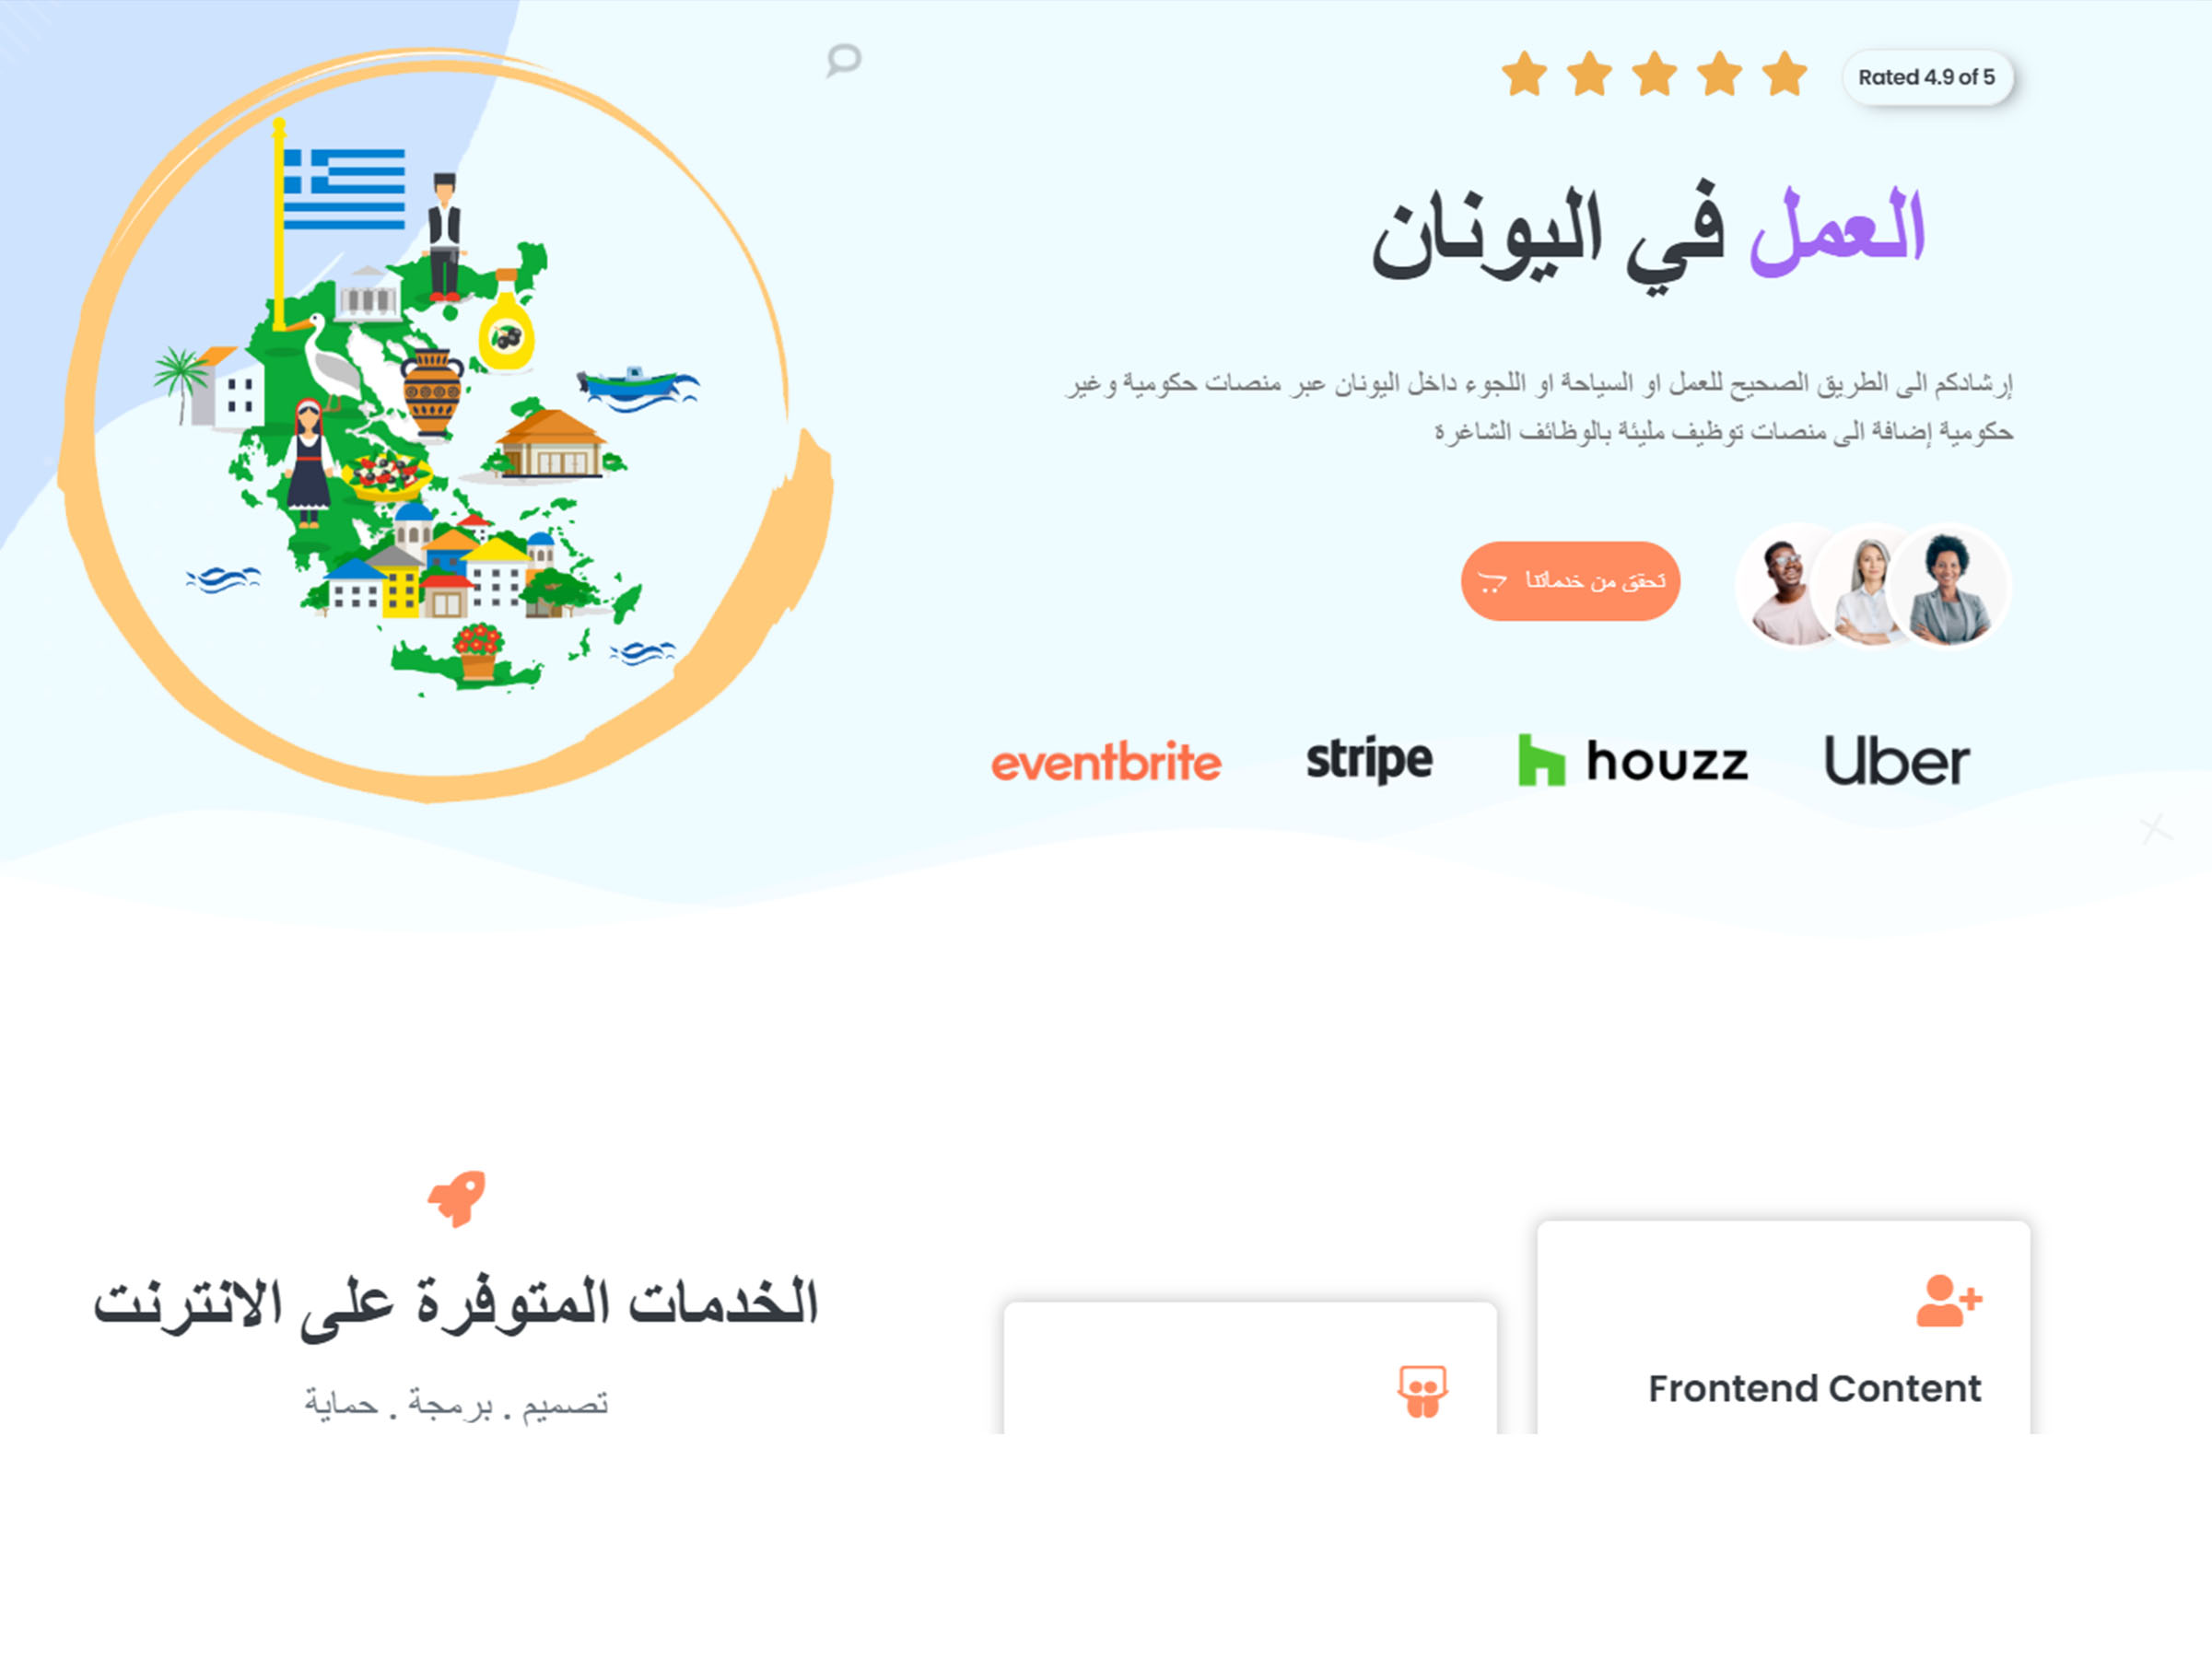 Rated 4.9 of 5
العمل في اليونان
إرشادكم الى الطريق الصحيح للعمل او السياحة او اللجوء داخل اليونان عبر منصات حكومية وغير
حكومية إضافة الى منصات توظيف مليئة بالوظائف الشاغرة
تحقق من خدماتنا
Uber
houzz
stripe
eventbrite
Frontend Content
الخدمات المتوفرة على الانترنت
تصميم . برمجة . حماية